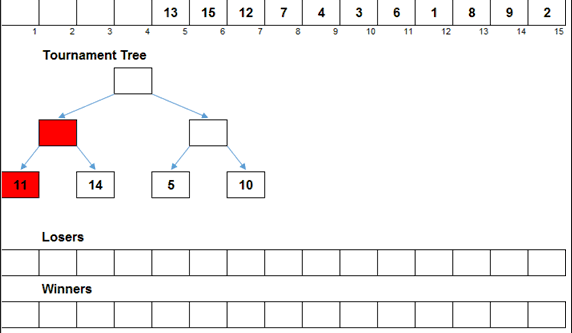 13 15 12 7 4 3 6 1 8 9 2
1 2 3 4 5 6 7 8 9 10 11 12 13 14 15
Tournament Tree
11 14 5 10
Losers
Winners